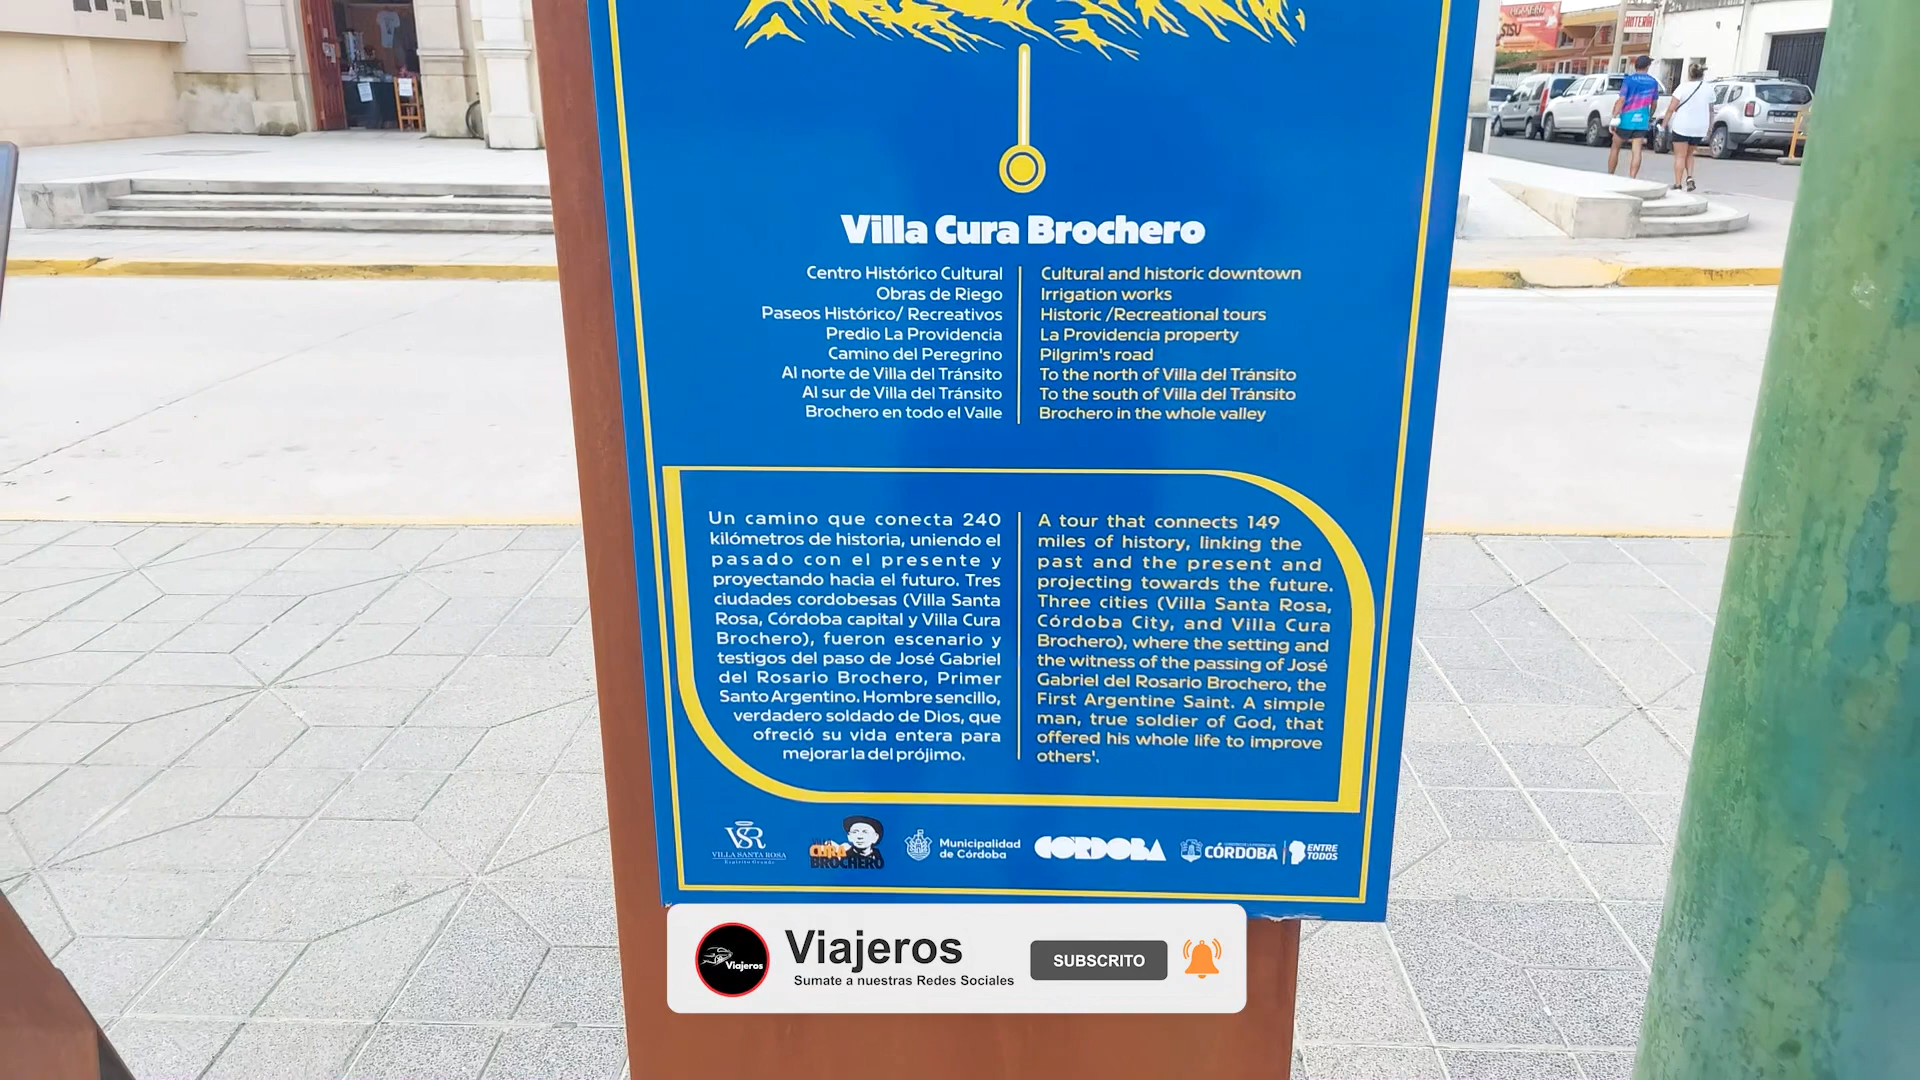 Villa Cura Brochero
Centro Histórico Cultural
Obras de Riego
Paseos Histórico/ Recreativos
Predio La Providencia
Camino del Peregrino
Al norte de Villa del Tránsito
Al sur de Villa del Tránsito
Brochero en todo el Valle
Cultural and historic downtown
Irrigation works
Historic /Recreational tours
La Providencia property
Pilgrim's road
To the north of Villa del Tránsito
To the south of Villa del Tránsito
Brochero in the whole valley
Un camino que conecta 240
kilómetros de historia, uniendo el
pasado con el presente y
proyectando hacia el futuro. Tres
ciudades cordobesas (Villa Santa
Rosa, Córdoba capital y Villa Cura
Brochero), fueron escenario y
testigos del paso de José Gabriel
del Rosario Brochero, Primer
Santo Argentino. Hombre sencillo,
verdadero soldado de Dios, que
ofreció su vida entera para
mejorar la del prójimo.
A tour that connects 149
miles of history, linking the
past and the present and
projecting towards the future.
Three cities (Villa Santa Rosa,
Córdoba City, and Villa Cura
Brochero), where the setting and
the witness of the passing of José
Gabriel del Rosario Brochero, the
First Argentine Saint. A simple
man, true soldier of God, that
offered his whole life to improve
others'.
VSR
VILLA SANTA ROSA
CURA
BROCHERO
Municipalidad
de Córdoba
CORDOBA
CÓRDOBA
ENTRE
TODOS
Viajeros
Viajeros
Sumate a nuestras Redes Sociales
SUBSCRITO